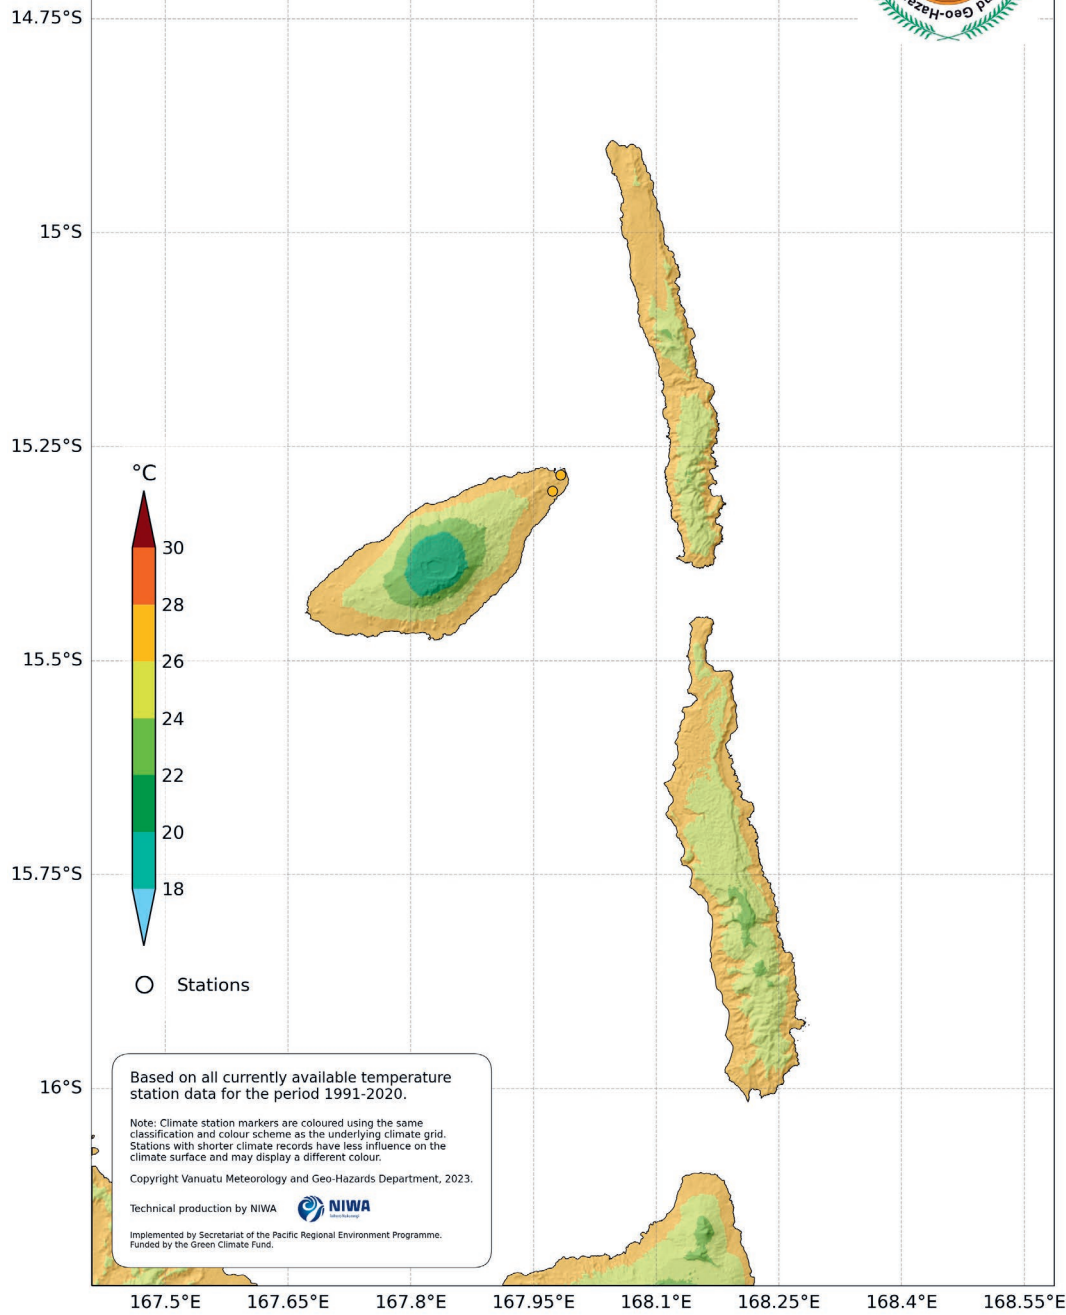 nd Geo-Haza
14.75°S
15°S
15.25°S
15.5°S
15.75°S
16°S
°C
30
28
26
24
22
20
18
Stations
Based on all currently available temperature
station data for the period 1991-2020.
Note: Climate station markers are coloured using the same
classification and colour scheme as the underlying climate grid.
Stations with shorter climate records have less influence on the
climate surface and may display a different colour.
Copyright Vanuatu Meteorology and Geo-Hazards Department, 2023.
Technical production by NIWA
NIWA
Implemented by Secretariat of the Pacific Regional Environment Programme.
Funded by the Green Climate Fund.
167.5°E
167.65°E
167.8°E
167.95°E
168.1°E
168.25°E
168.4°E
168.55°E